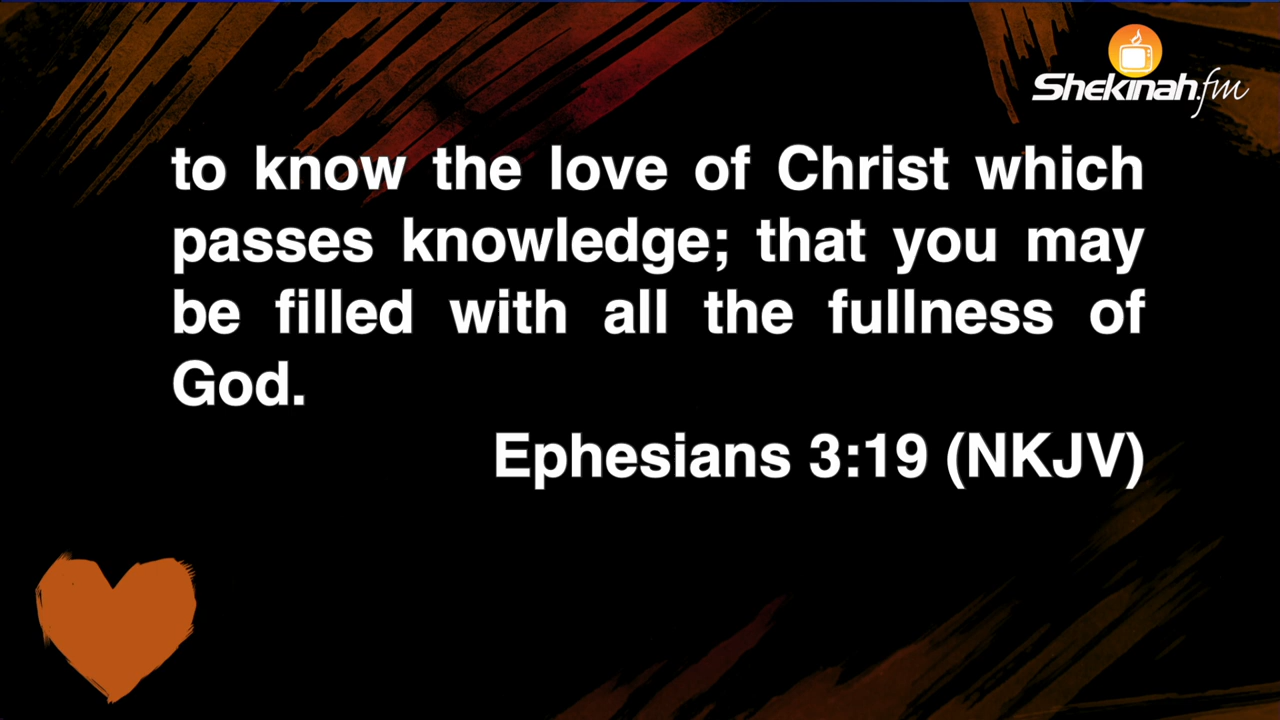 Shekinah.fm
to know the love of Christ which
passes knowledge; that you may
be filled with all the fullness of
God.
Ephesians 3:19 (NKJV)